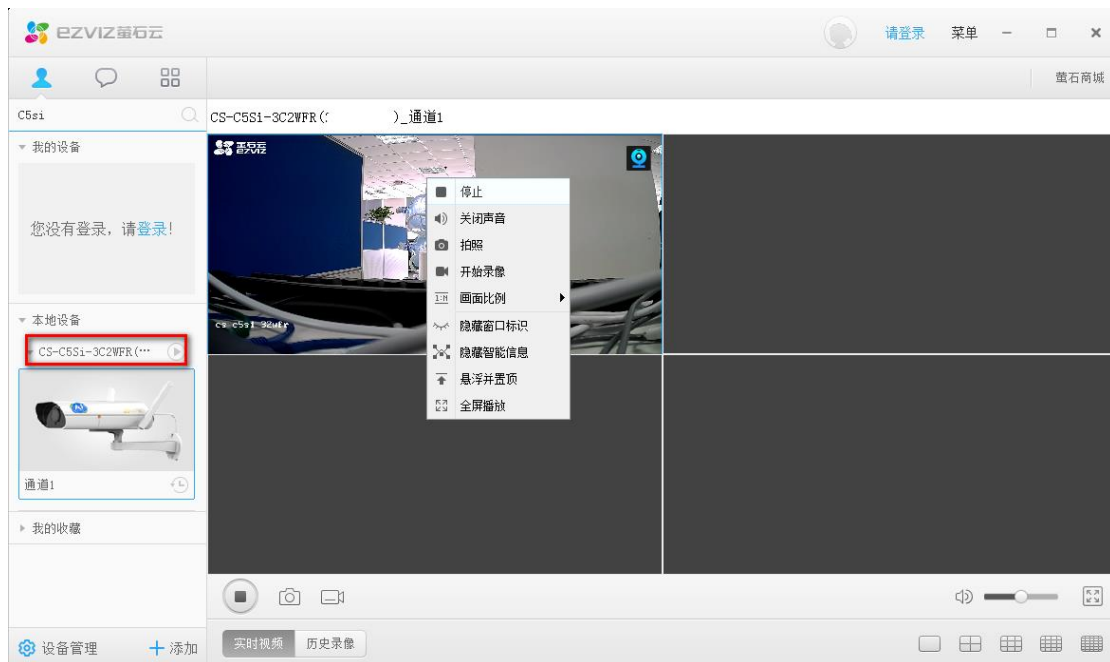 ezviz萤石云
请登录 菜单
萤石商城
C5si
CS-C5Si-3C2WFR( )_通道1
我的设备
萤石云
ezviz
您没有登录，请登录!
停止
关闭声音
拍照
开始录像
1:N 画面比例
隐藏窗口标识
隐藏智能信息
悬浮并置顶
全屏播放
本地设备
CS-C5Si-3C2WFR(…
通道1
我的收藏
设备管理 添加
实时视频 历史录像